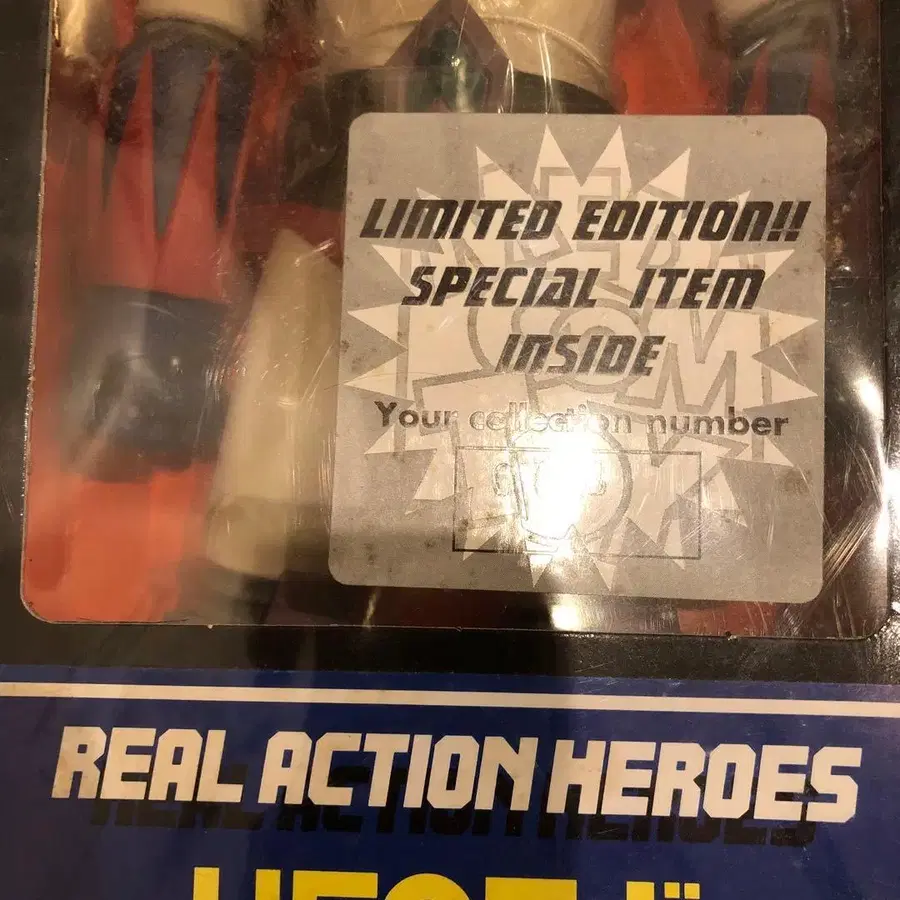 LIMITED EDITION!!
SPECIAL ITEM
INSIDE
Your collection number
REAL ACTION HEROES